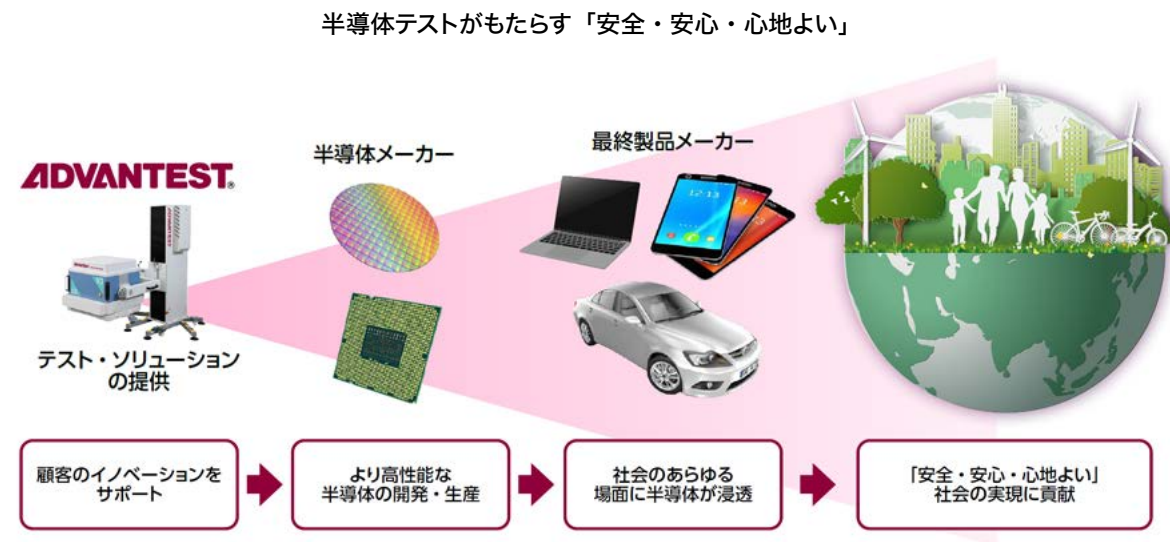 半導体テストがもたらす「安全・安心・心地よい」
ADVANTEST®
半導体メーカー
最終製品メーカー
12:13
テスト・ソリューション
の提供
顧客のイノベーションを
サポート
より高性能な
半導体の開発・生産
社会のあらゆる
場面に半導体が浸透
「安全・安心・心地よい」
社会の実現に貢献